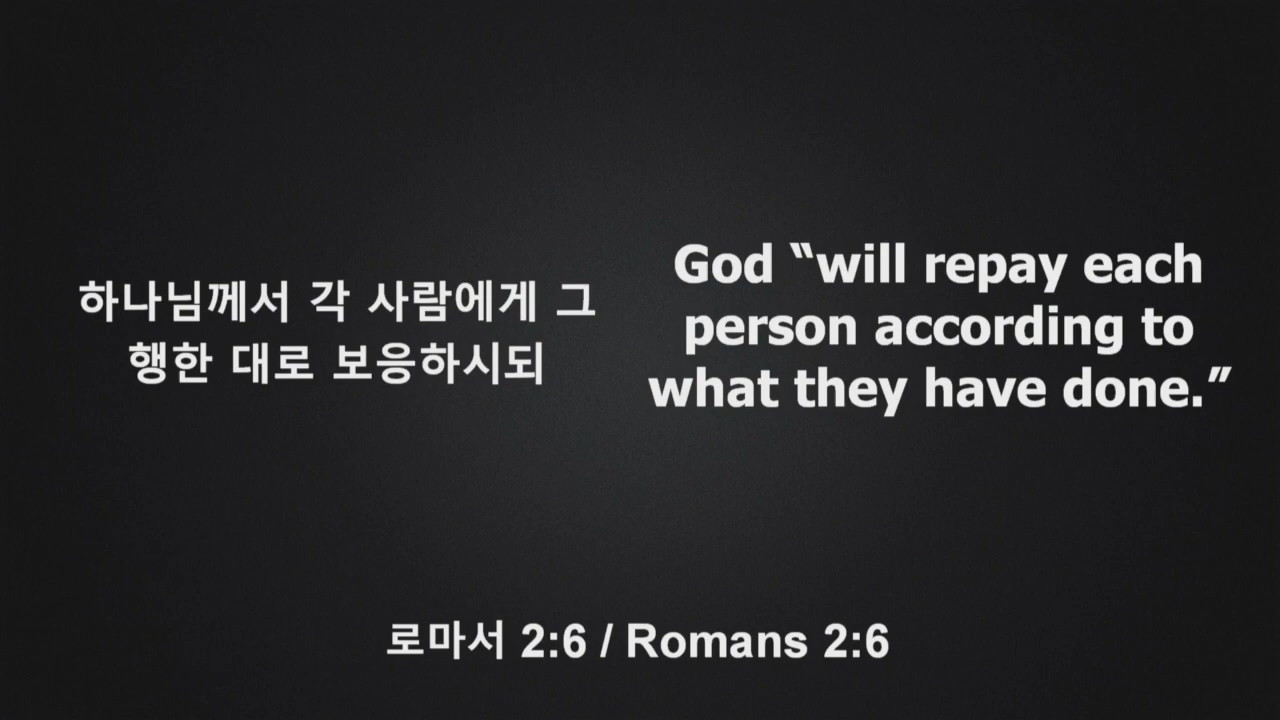 하나님께서 각 사람에게 그
행한 대로 보응하시되
God “will repay each
person according to
what they have done.”
로마서 2:6 / Romans 2:6